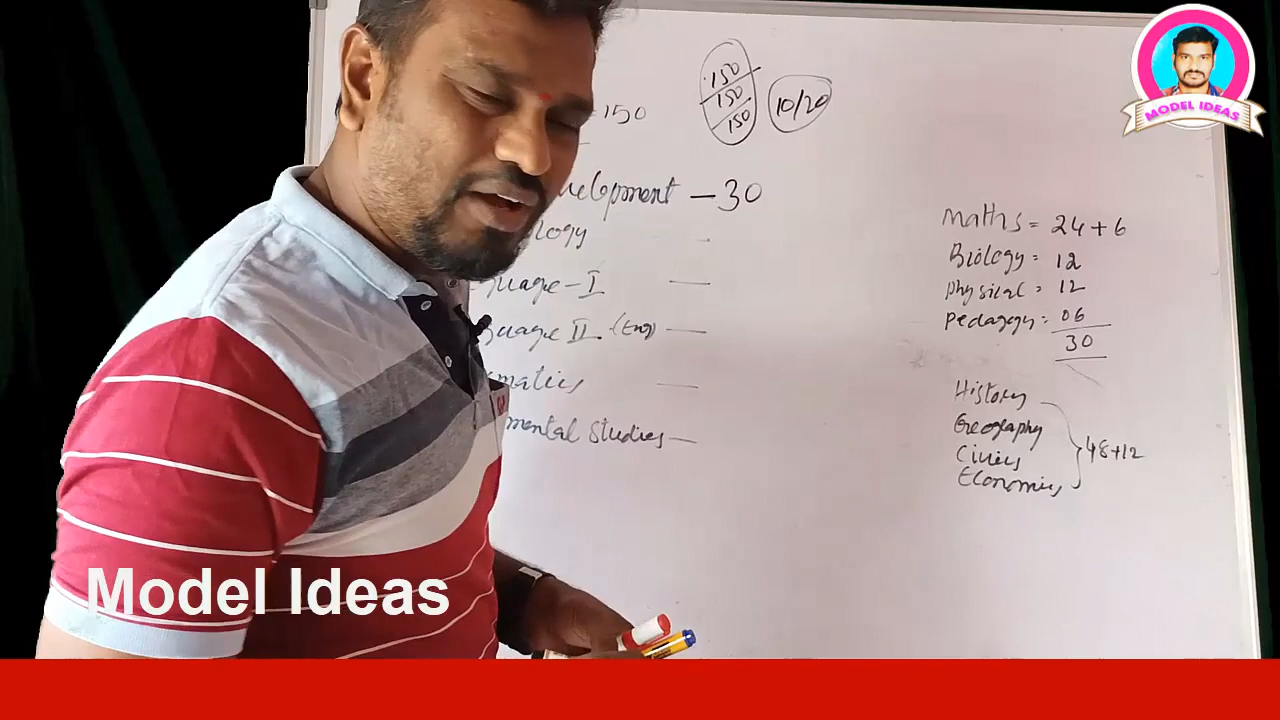 150
150
150
150
10/20
velopment - 30
logy -
guage - I —
guage II (Eng) —
matics —
mental Studies —
Maths = 24 + 6
Biology = 12
Physical = 12
Pedagogy = 06
30
History
Geography
Civics
Economics
48+12
MODEL IDEAS
Model Ideas